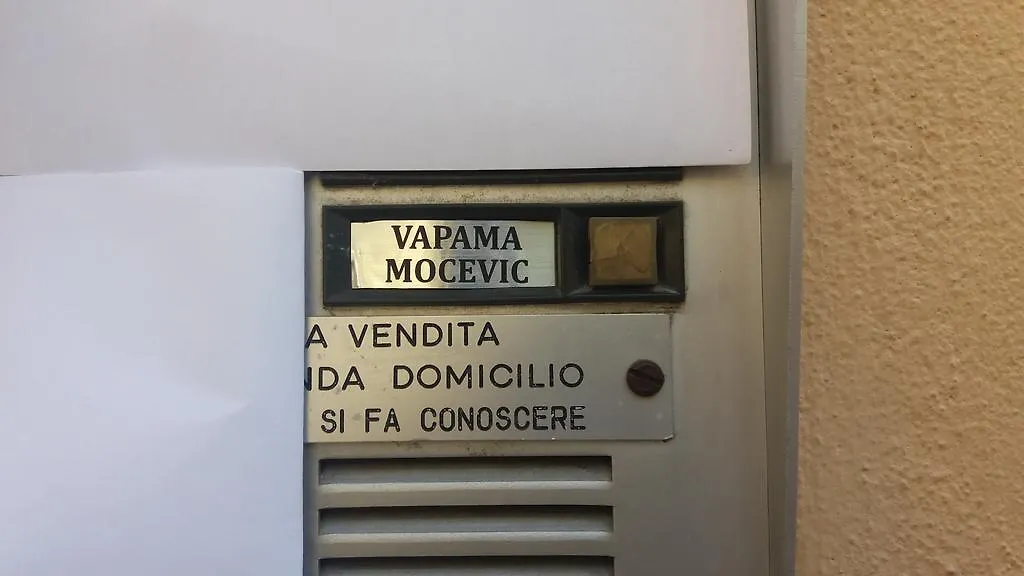 VAPAMA
MOCEVIC
A VENDITA
NDA DOMICILIO
SI FA CONOSCERE